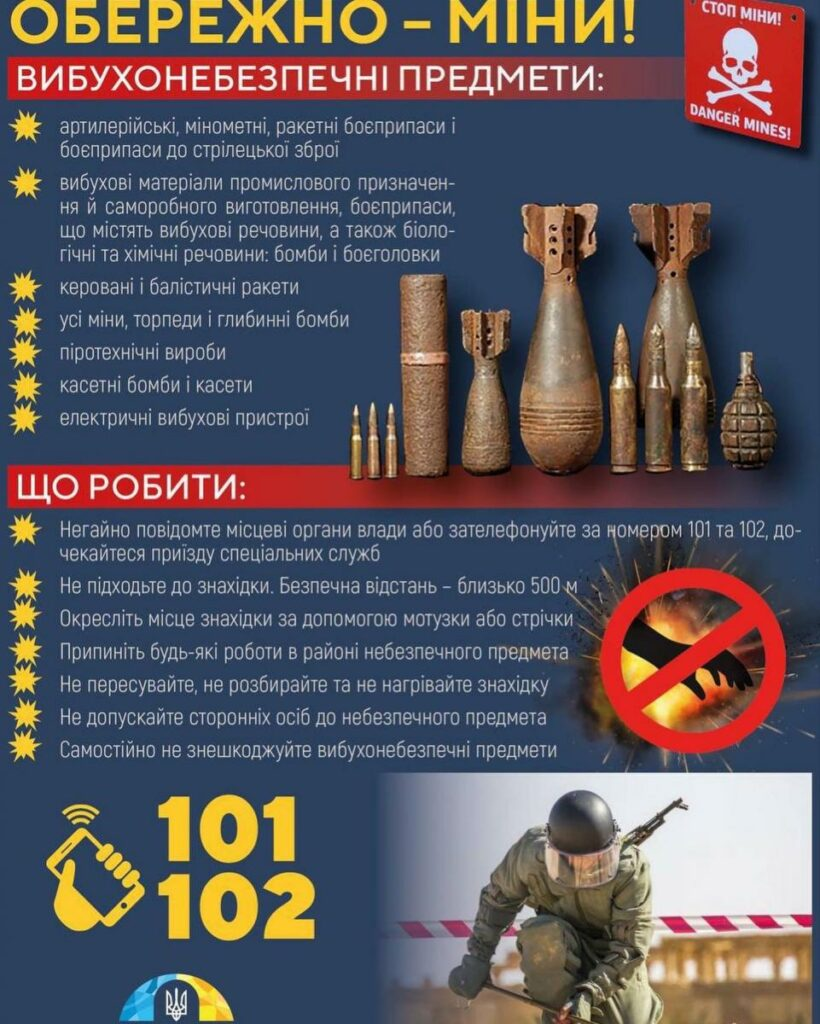 ОБЕРЕЖНО – МІНИ!
СТОП МІНИ!
DANGER MINES!
ВИБУХОНЕБЕЗПЕЧНІ ПРЕДМЕТИ:
артилерійські, мінометні, ракетні боєприпаси і
боєприпаси до стрілецької зброї
вибухові матеріали промислового призначен-
ня й саморобного виготовлення, боєприпаси,
що містять вибухові речовини, а також біоло-
гічні та хімічні речовини: бомби і боєголовки
керовані і балістичні ракети
усі міни, торпеди і глибинні бомби
піротехнічні вироби
касетні бомби і касети
електричні вибухові пристрої
ЩО РОБИТИ:
Негайно повідомте місцеві органи влади або зателефонуйте за номером 101 та 102, до-
чекайтеся приїзду спеціальних служб
Не підходьте до знахідки. Безпечна відстань – близько 500 м
Окресліть місце знахідки за допомогою мотузки або стрічки
Припиніть будь-які роботи в районі небезпечного предмета
Не пересувайте, не розбирайте та не нагрівайте знахідку
Не допускайте сторонніх осіб до небезпечного предмета
Самостійно не знешкоджуйте вибухонебезпечні предмети
101
102